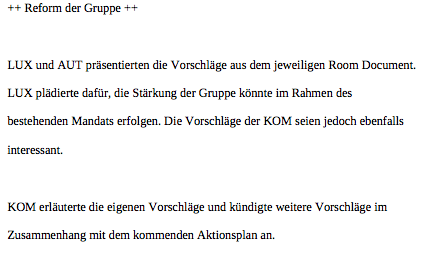 ++ Reform der Gruppe ++
LUX und AUT präsentierten die Vorschläge aus dem jeweiligen Room Document.
LUX plädierte dafür, die Stärkung der Gruppe könnte im Rahmen des
bestehenden Mandats erfolgen. Die Vorschläge der KOM seien jedoch ebenfalls
interessant.
KOM erläuterte die eigenen Vorschläge und kündigte weitere Vorschläge im
Zusammenhang mit dem kommenden Aktionsplan an.